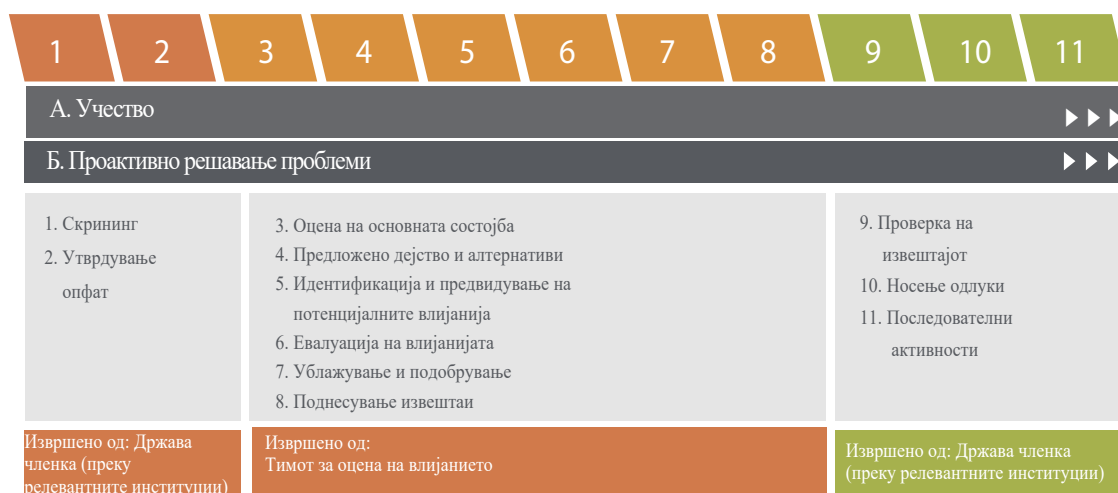 1 2 3 4 5 6 7 8 9 10 11
А. Учество
Б. Проактивно решавање проблеми
1. Скрининг
2. Утврдување
опфат
3. Оцена на основната состојба
4. Предложено дејство и алтернативи
5. Идентификација и предвидување на
потенцијалните влијанија
6. Евалуација на влијанијата
7. Ублажување и подобрување
8. Поднесување извештаи
9. Проверка на
извештајот
10. Носење одлуки
11. Последователни
активности
Извршено од: Држава
членка (преку
релевантните институции)
Извршено од:
Тимот за оцена на влијанието
Извршено од: Држава членка
(преку релевантните институции)